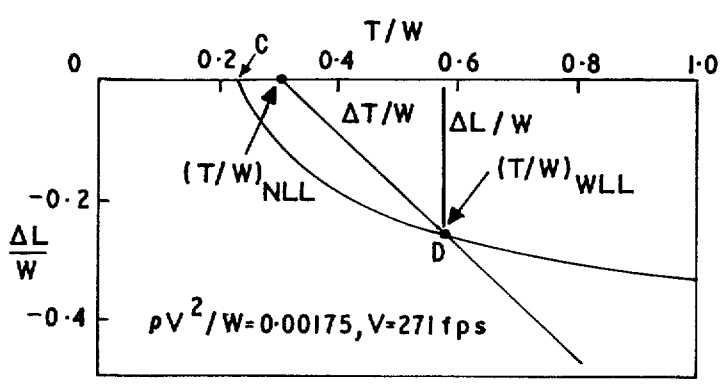 T/W
C
0 0·2 0·4 0·6 0·8 1·0
0
ΔT/W ΔL/W
(T/W)NLL (T/W)WLL
-0·2
ΔL
W
D
-0·4
ρV²/W=0·00175, V=271 fps